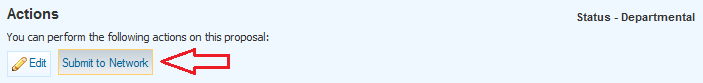 Actions
Status - Departmental
You can perform the following actions on this proposal:
Edit Submit to Network